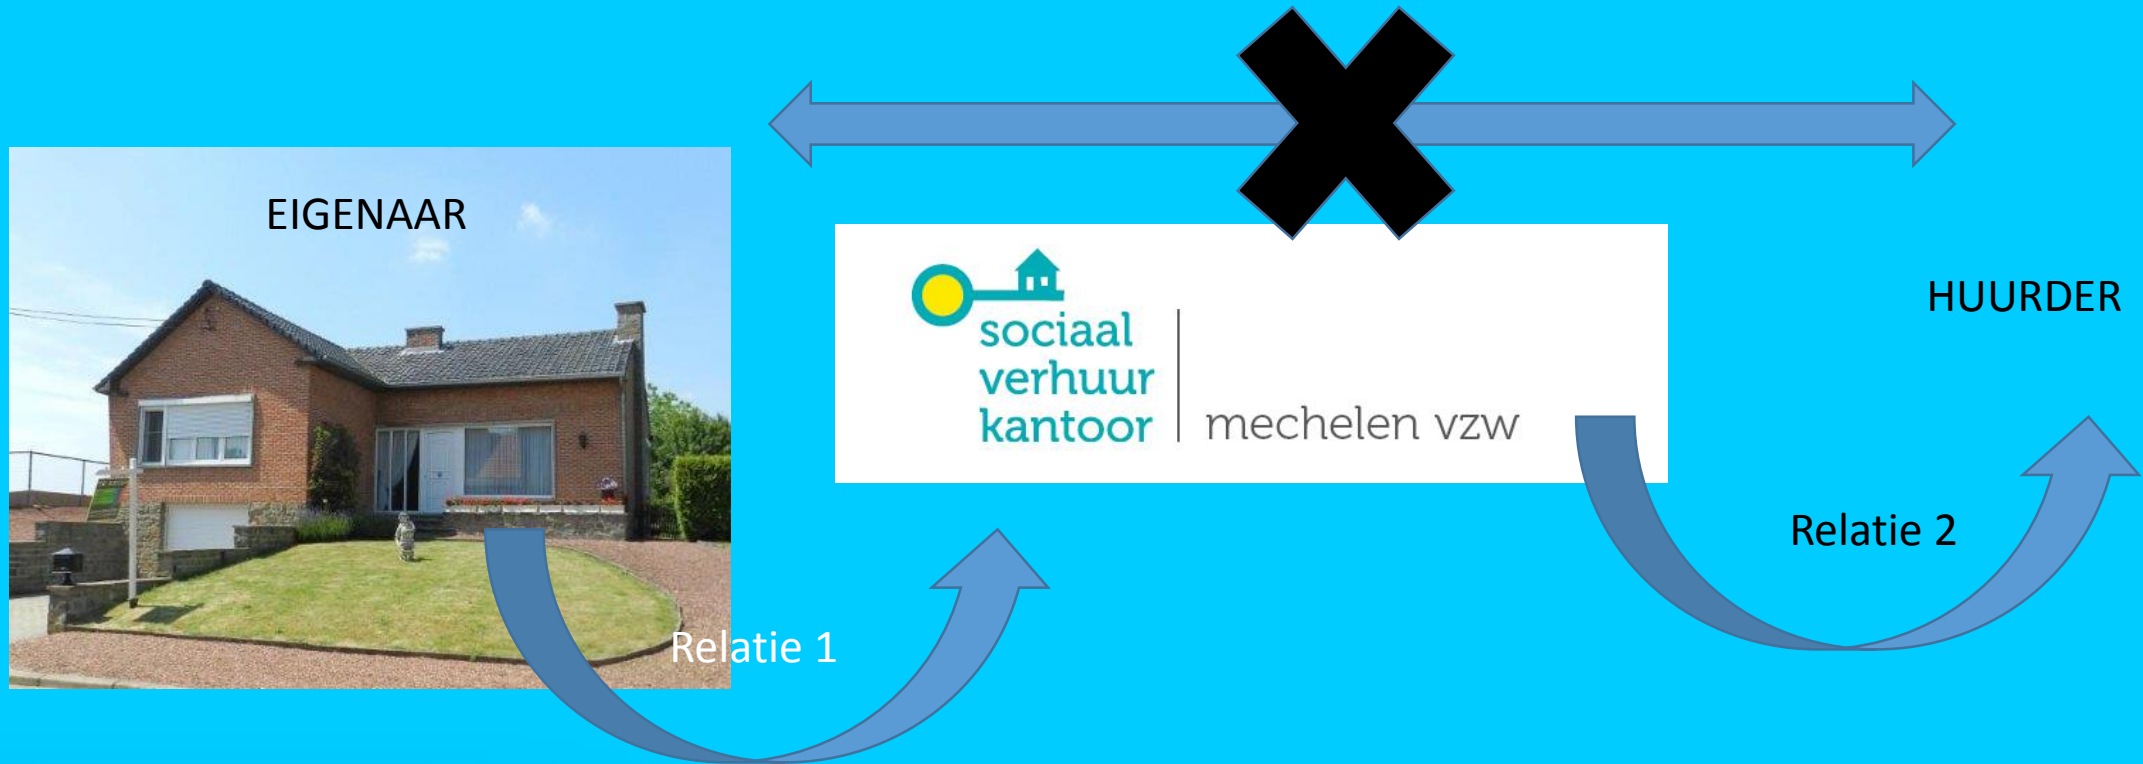 EIGENAAR
sociaal
verhuur
kantoor
mechelen vzw
HUURDER
Relatie 1
Relatie 2